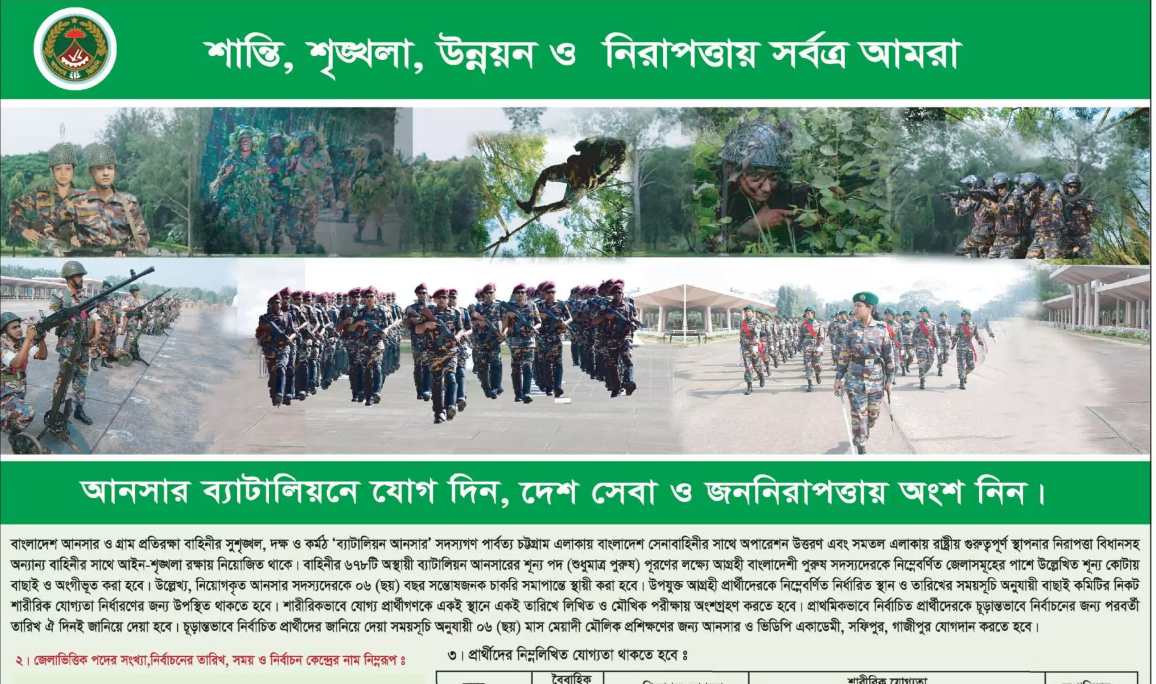 শান্তি, শৃঙ্খলা, উন্নয়ন ও নিরাপত্তায় সর্বত্র আমরা
আনসার ব্যাটালিয়নে যোগ দিন, দেশ সেবা ও জননিরাপত্তায় অংশ নিন।
বাংলাদেশ আনসার ও গ্রাম প্রতিরক্ষা বাহিনীর সুশৃঙ্খল, দক্ষ ও কর্মঠ ‘ব্যাটালিয়ন আনসার’ সদস্যগণ পার্বত্য চট্টগ্রাম এলাকায় বাংলাদেশ সেনাবাহিনীর সাথে অপারেশন উত্তরণ এবং সমতল এলাকায় রাষ্ট্রীয় গুরুত্বপূর্ণ স্থাপনার নিরাপত্তা বিধানসহ
অন্যান্য বাহিনীর সাথে আইন-শৃঙ্খলা রক্ষায় নিয়োজিত থাকে। বাহিনীর ৬৭৮টি অস্থায়ী ব্যাটালিয়ন আনসারের শূন্য পদ (শুধুমাত্র পুরুষ) পূরণের লক্ষ্যে আগ্রহী বাংলাদেশী পুরুষ সদস্যদেরকে নিম্নেবর্ণিত জেলাসমূহের পাশে উল্লেখিত শূন্য কোটায়
বাছাই ও অংগীভূত করা হবে। উল্লেখ্য, নিয়োগকৃত আনসার সদস্যদেরকে ০৬ (ছয়) বছর সন্তোষজনক চাকরি সমাপান্তে স্থায়ী করা হবে। উপযুক্ত আগ্রহী প্রার্থীদেরকে নিম্নেবর্ণিত নির্ধারিত স্থান ও তারিখের সময়সূচি অনুযায়ী বাছাই কমিটির নিকট
শারীরিক যোগ্যতা নির্ধারণের জন্য উপস্থিত থাকতে হবে। শারীরিকভাবে যোগ্য প্রার্থীগণকে একই স্থানে একই তারিখে লিখিত ও মৌখিক পরীক্ষায় অংশগ্রহণ করতে হবে। প্রাথমিকভাবে নির্বাচিত প্রার্থীদেরকে চূড়ান্তভাবে নির্বাচনের জন্য পরবর্তী
তারিখ ঐ দিনই জানিয়ে দেয়া হবে। চূড়ান্তভাবে নির্বাচিত প্রার্থীদের জানিয়ে দেয়া সময়সূচি অনুযায়ী ০৬ (ছয়) মাস মেয়াদী মৌলিক প্রশিক্ষণের জন্য আনসার ও ভিডিপি একাডেমী, সফিপুর, গাজীপুর যোগদান করতে হবে।
২। জেলাভিত্তিক পদের সংখ্যা,নির্বাচনের তারিখ, সময় ও নির্বাচন কেন্দ্রের নাম নিম্নরূপ ঃ
৩। প্রার্থীদের নিম্নলিখিত যোগ্যতা থাকতে হবে ঃ
বৈবাহিক
শারীরিক যোগ্যতা